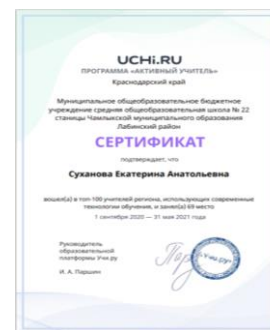 UCHi.RU
ПРОГРАММА «АКТИВНЫЙ УЧИТЕЛЬ»
Краснодарский край
Муниципальное общеобразовательное бюджетное
учреждение средняя общеобразовательная школа № 22
станицы Чамлыкской муниципального образования
Лабинский район
СЕРТИФИКАТ
подтверждает, что
Суханова Екатерина Анатольевна
вошел(а) в топ-100 учителей региона, использующих современные
технологии обучения, и занял(а) 69 место
1 сентября 2020 — 31 мая 2021 года
Руководитель
образовательной
платформы Учи.ру
И. А. Паршин